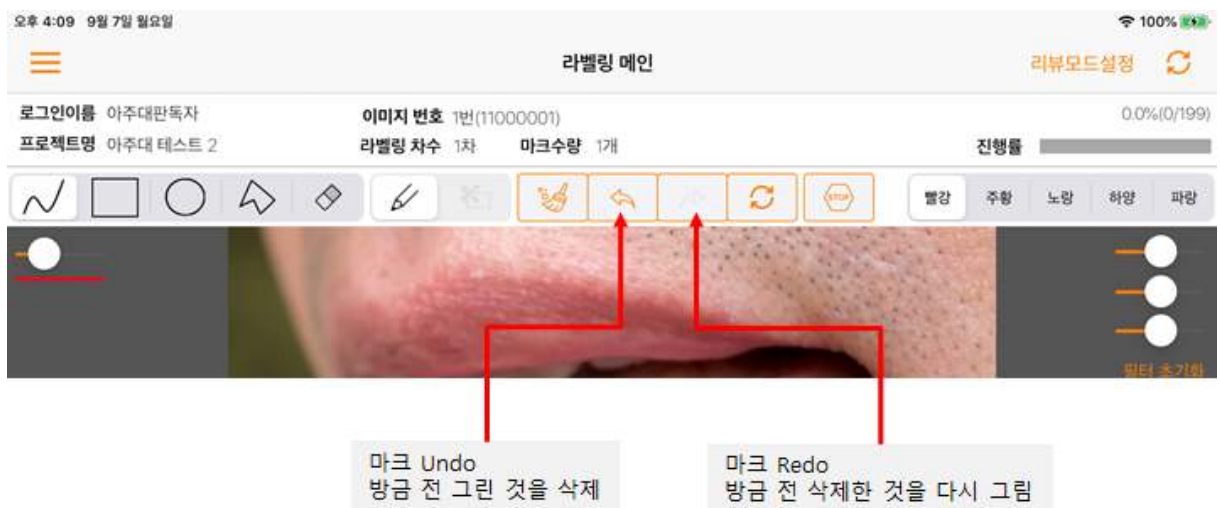 오후 4:09 9월 7일 월요일 100%
라벨링 메인 리뷰모드설정
로그인이름 아주대판독자 이미지 번호 1번(11000001) 0.0%(0/199)
프로젝트명 아주대 테스트 2 라벨링 차수 1차 마크수량 1개 진행률
STOP 빨강 주황 노랑 하양 파랑
필터 초기화
마크 Undo 마크 Redo
방금 전 그린 것을 삭제 방금 전 삭제한 것을 다시 그림